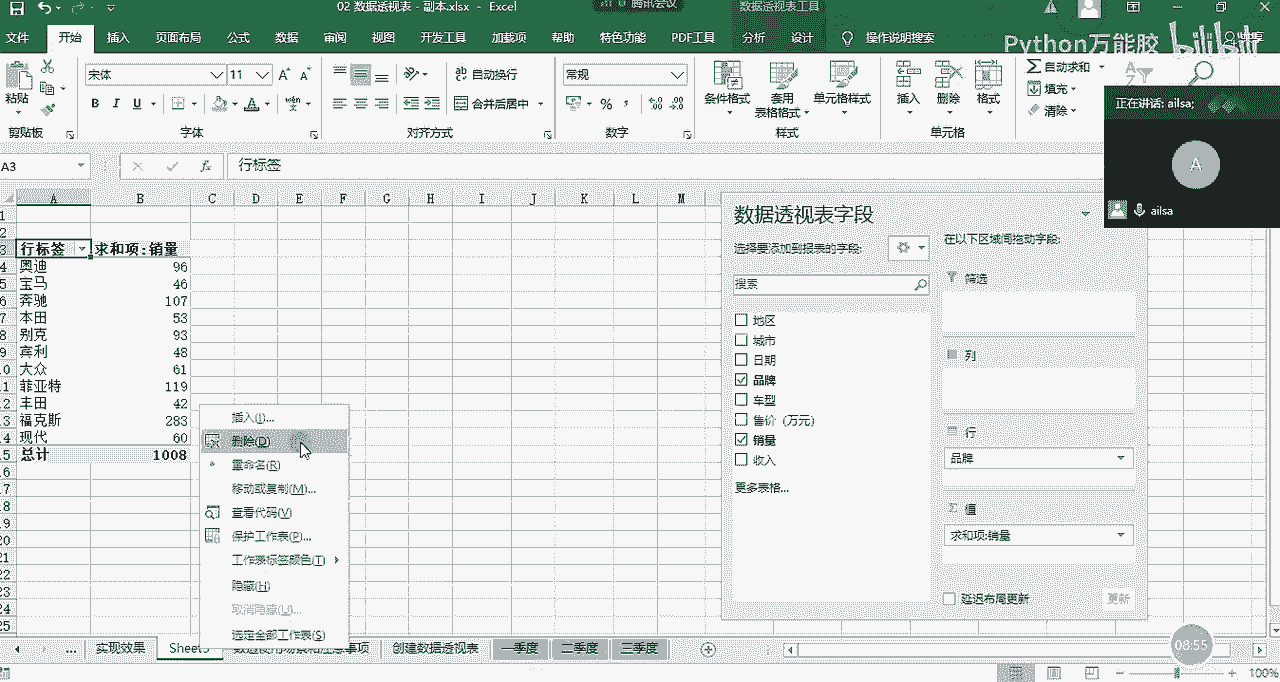 02 数据透视表 - 副本.xlsx - Excel
腾讯会议
数据透视表工具
文件 开始 插入 页面布局 公式 数据 审阅 视图 开发工具 加载项 帮助 特色功能 PDF工具 分析 设计 操作说明搜索
Python万能胶 bilibili
粘贴
宋体 11
B I U
自动换行
合并后居中
常规
条件格式 套用表格格式 单元格样式
插入 删除 格式
自动求和
填充
清除
剪贴板 字体 对齐方式 数字 样式 单元格
正在讲话: ailsa;
A
ailsa
A3
fx
行标签
A B C D E F G H I J K L M
行标签 求和项:销量
奥迪 96
宝马 46
奔驰 107
本田 53
别克 93
宾利 48
大众 61
菲亚特 119
丰田 42
福克斯 283
现代 60
总计 1008
插入(I)...
删除(D)
重命名(R)
移动或复制(M)...
查看代码(V)
保护工作表(P)...
工作表标签颜色(T)
隐藏(H)
取消隐藏(U)...
选定全部工作表(S)
数据透视表字段
选择要添加到报表的字段:
搜索
地区
城市
日期
品牌
车型
售价（万元）
销量
收入
更多表格...
在以下区域间拖动字段:
筛选
列
行
品牌
值
求和项:销量
延迟布局更新 更新
... 实现效果 创建数据透视表 一季度 二季度 三季度
08:55
100%